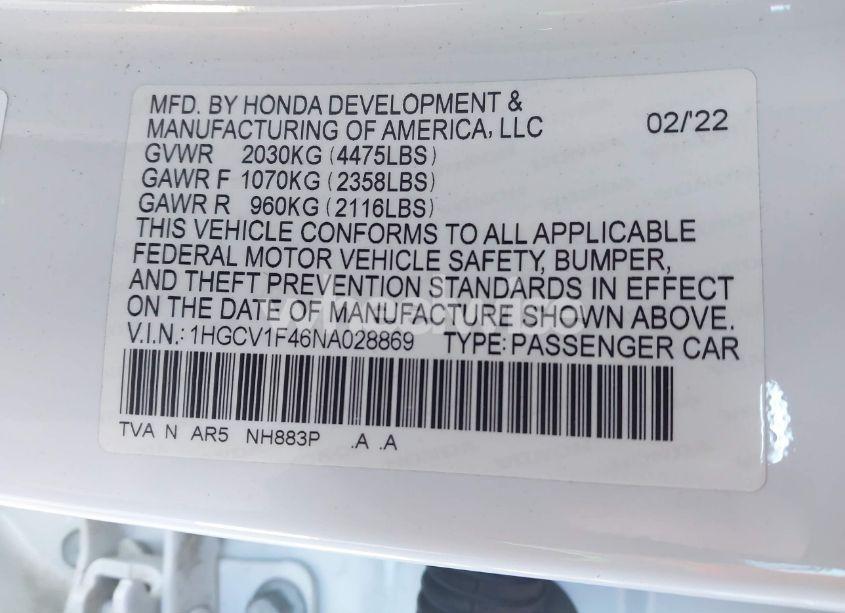 MFD. BY HONDA DEVELOPMENT &
MANUFACTURING OF AMERICA, LLC 02/'22
GVWR 2030KG (4475LBS)
GAWR F 1070KG (2358LBS)
GAWR R 960KG (2116LBS)
THIS VEHICLE CONFORMS TO ALL APPLICABLE
FEDERAL MOTOR VEHICLE SAFETY, BUMPER,
AND THEFT PREVENTION STANDARDS IN EFFECT
ON THE DATE OF MANUFACTURE SHOWN ABOVE.
V.I.N.: 1HGCV1F46NA028869 TYPE: PASSENGER CAR
TVA N AR5 NH883P .A .A